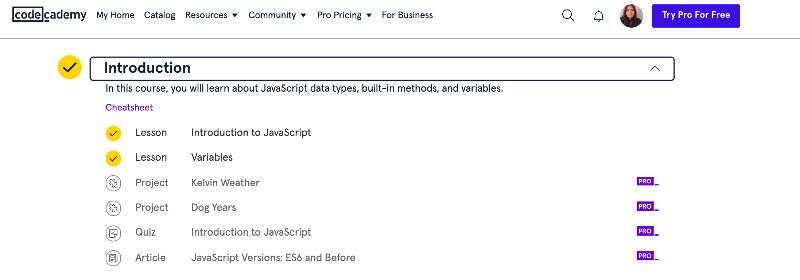 codecademy My Home Catalog Resources Community Pro Pricing For Business Try Pro For Free
Introduction
In this course, you will learn about JavaScript data types, built-in methods, and variables.
Cheatsheet
Lesson Introduction to JavaScript
Lesson Variables
Project Kelvin Weather PRO
Project Dog Years PRO
Quiz Introduction to JavaScript PRO
Article JavaScript Versions: ES6 and Before PRO